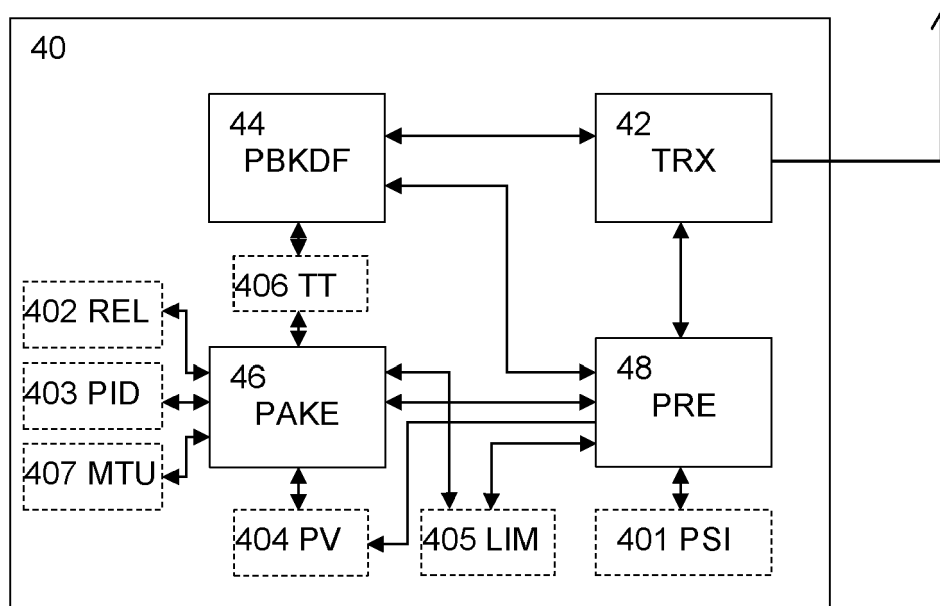 40
44
PBKDF
42
TRX
406 TT
402 REL
403 PID
407 MTU
46
PAKE
48
PRE
404 PV
405 LIM
401 PSI